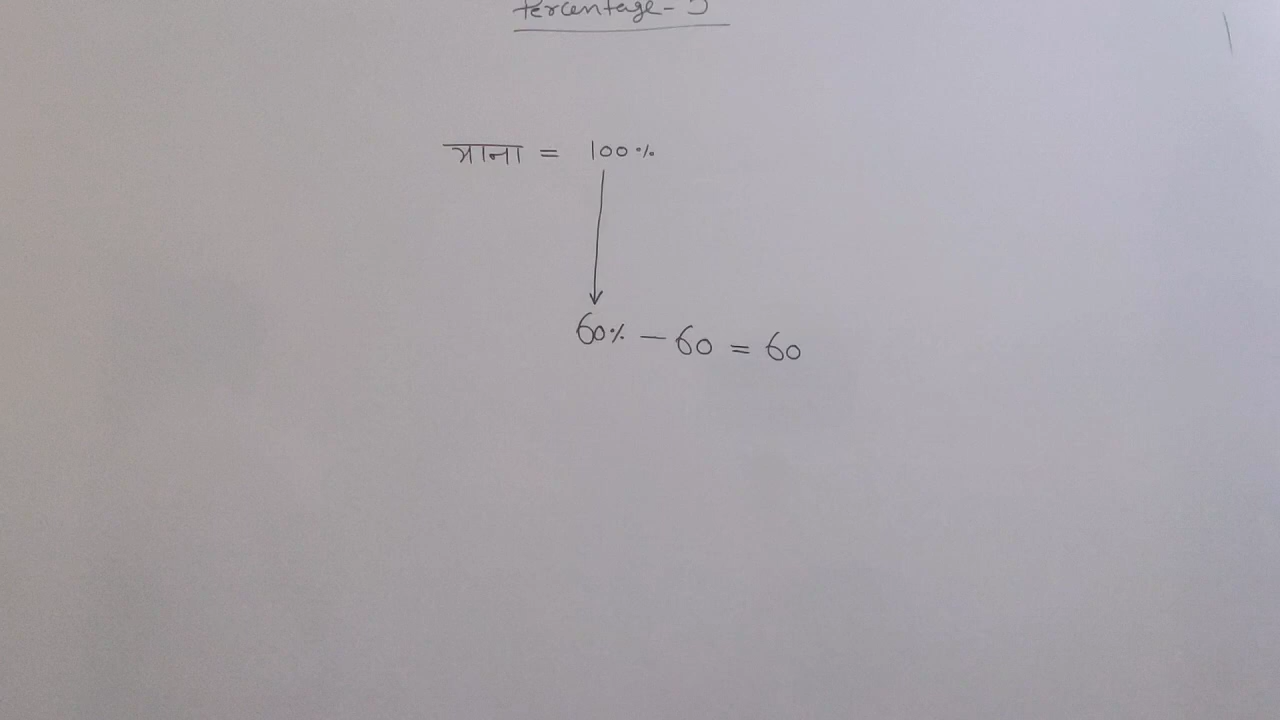 Percentage - 5
माना = 100%
60% - 60 = 60